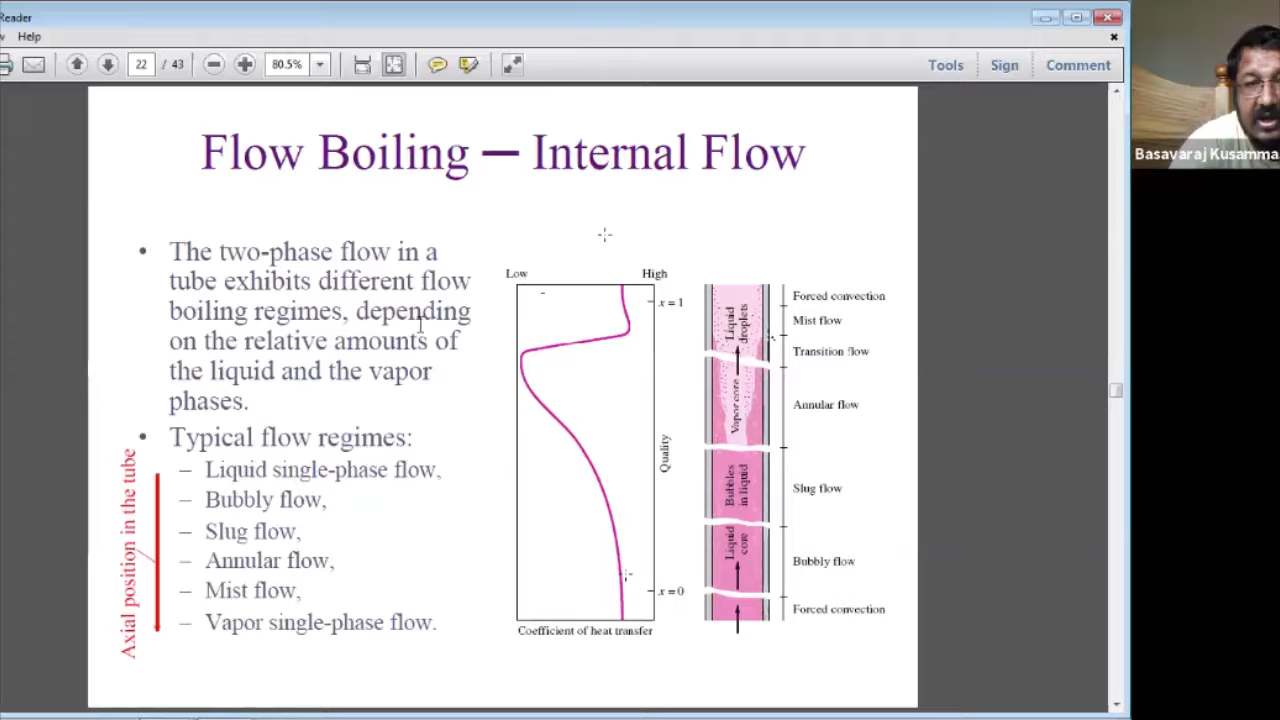 Reader
Help
22 / 43
80.5%
Tools
Sign
Comment
Basavaraj Kusamma
Flow Boiling — Internal Flow
• The two-phase flow in a
tube exhibits different flow
boiling regimes, depending
on the relative amounts of
the liquid and the vapor
phases.
• Typical flow regimes:
– Liquid single-phase flow,
– Bubbly flow,
– Slug flow,
– Annular flow,
– Mist flow,
– Vapor single-phase flow.
Axial position in the tube
Low
High
x = 1
Quality
x = 0
Coefficient of heat transfer
Liquid
droplets
Vapor core
Bubbles
in liquid
Liquid
core
Forced convection
Mist flow
Transition flow
Annular flow
Slug flow
Bubbly flow
Forced convection